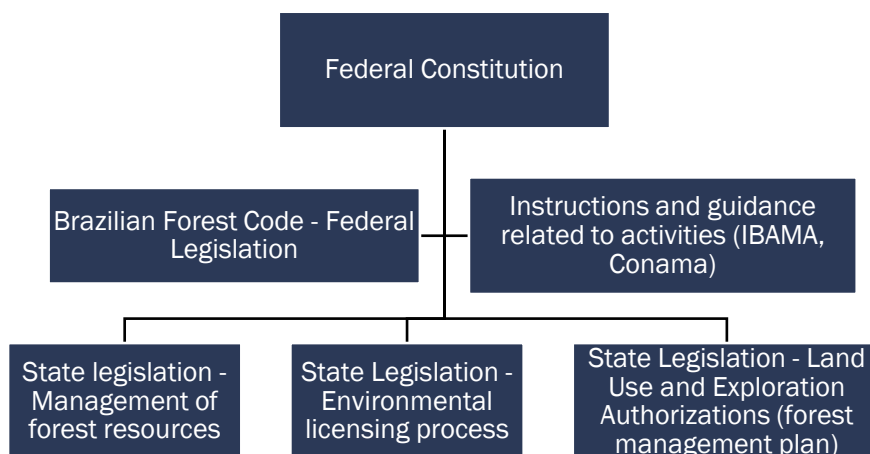 Federal Constitution
Brazilian Forest Code - Federal
Legislation
Instructions and guidance
related to activities (IBAMA,
Conama)
State legislation -
Management of
forest resources
State Legislation -
Environmental
licensing process
State Legislation - Land
Use and Exploration
Authorizations (forest
management plan)